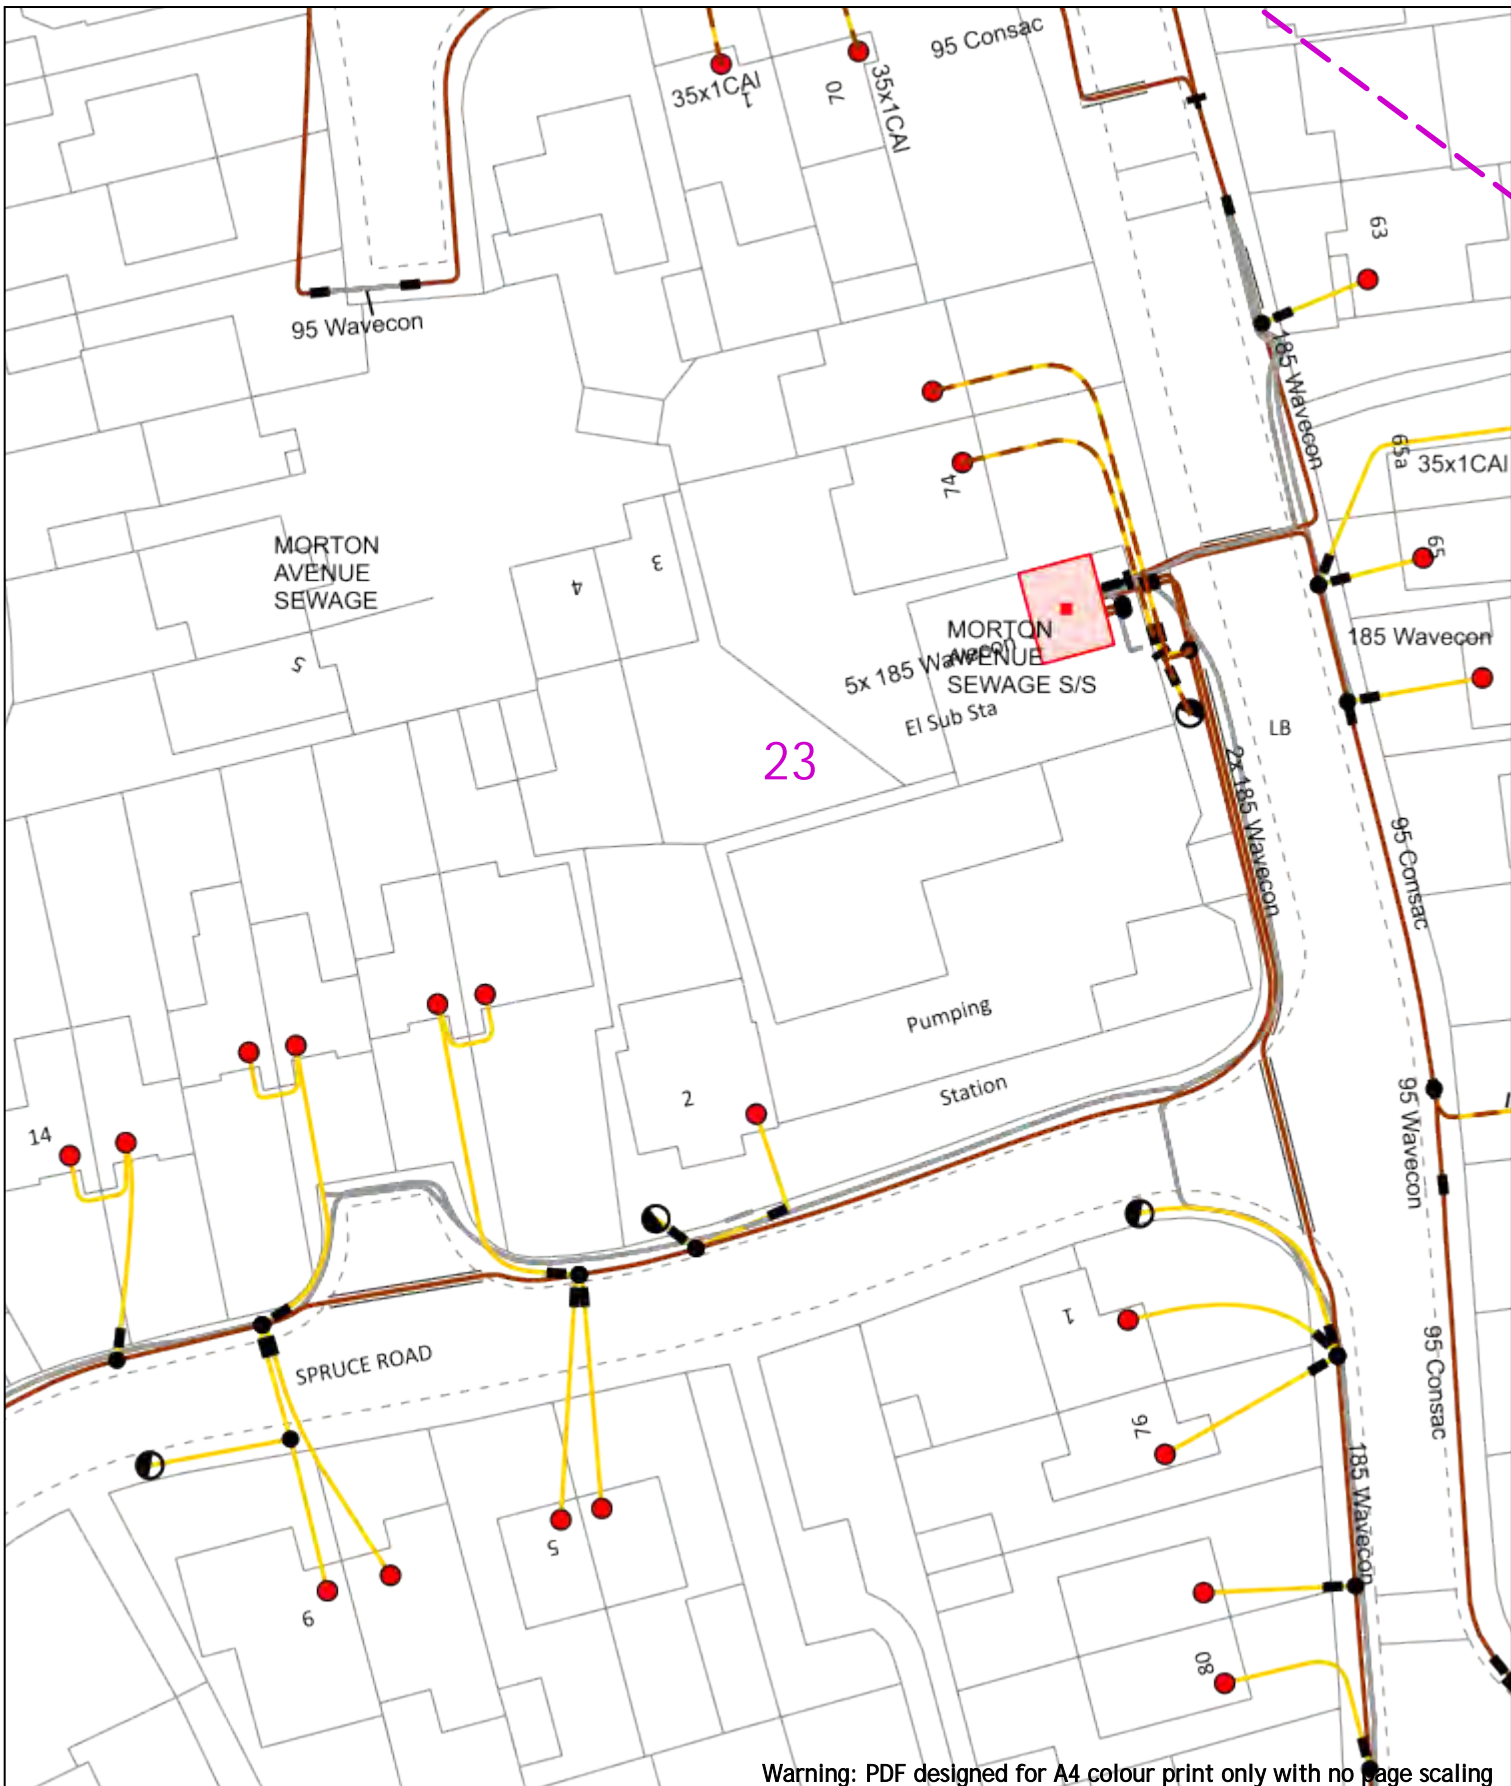 95 Consac
35x1CAl
1
70
35x1CAl
63
95 Wavecon
185 Wavecon
65a
35x1CAl
74
65
MORTON
AVENUE
SEWAGE
3
4
5
185 Wavecon
MORTON
AVENUE
SEWAGE S/S
5x 185 Wavecon
El Sub Sta
LB
23
2x 185 Wavecon
95 Consac
Pumping
Station
2
95 Wavecon
14
1
SPRUCE ROAD
95 Consac
76
185 Wavecon
5
6
80
Warning: PDF designed for A4 colour print only with no page scaling